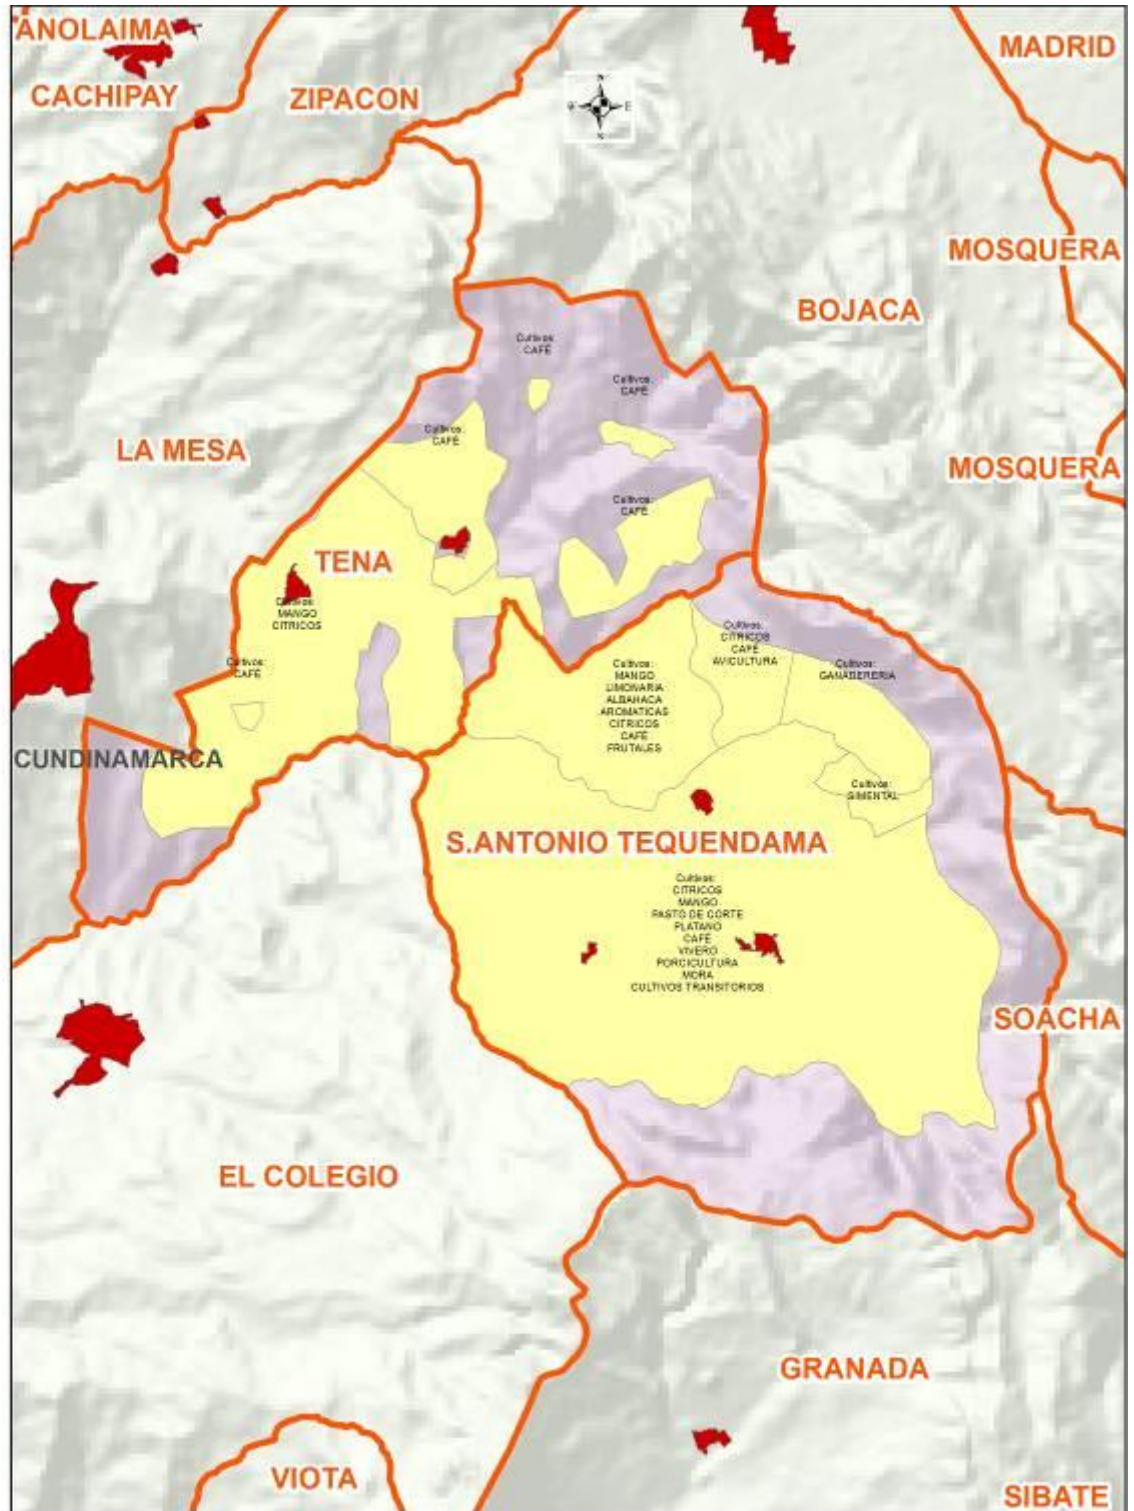 ANOLAIMA
MADRID
CACHIPAY
ZIPACON
N
E
S
MOSQUERA
BOJACA
Cultivos:
CAFÉ
Cultivos:
CAFÉ
Cultivos:
CAFÉ
LA MESA
MOSQUERA
Cultivos:
CAFÉ
TENA
Cultivos:
MANGO
CITRICOS
Cultivos:
CITRICOS
CAFÉ
AVICULTURA
Cultivos:
CAFÉ
Cultivos:
MANGO
LIMONARIA
ALBAHACA
AROMATICAS
CITRICOS
CAFÉ
FRUTALES
Cultivos:
GANABERERIA
CUNDINAMARCA
Cultivos:
SIMENTAL
S.ANTONIO TEQUENDAMA
Cultivos:
CITRICOS
MANGO
PASTO DE CORTE
PLATANO
CAFÉ
VIVERO
PORCICULTURA
MORA
CULTIVOS TRANSITORIOS
SOACHA
EL COLEGIO
GRANADA
VIOTA
SIBATE